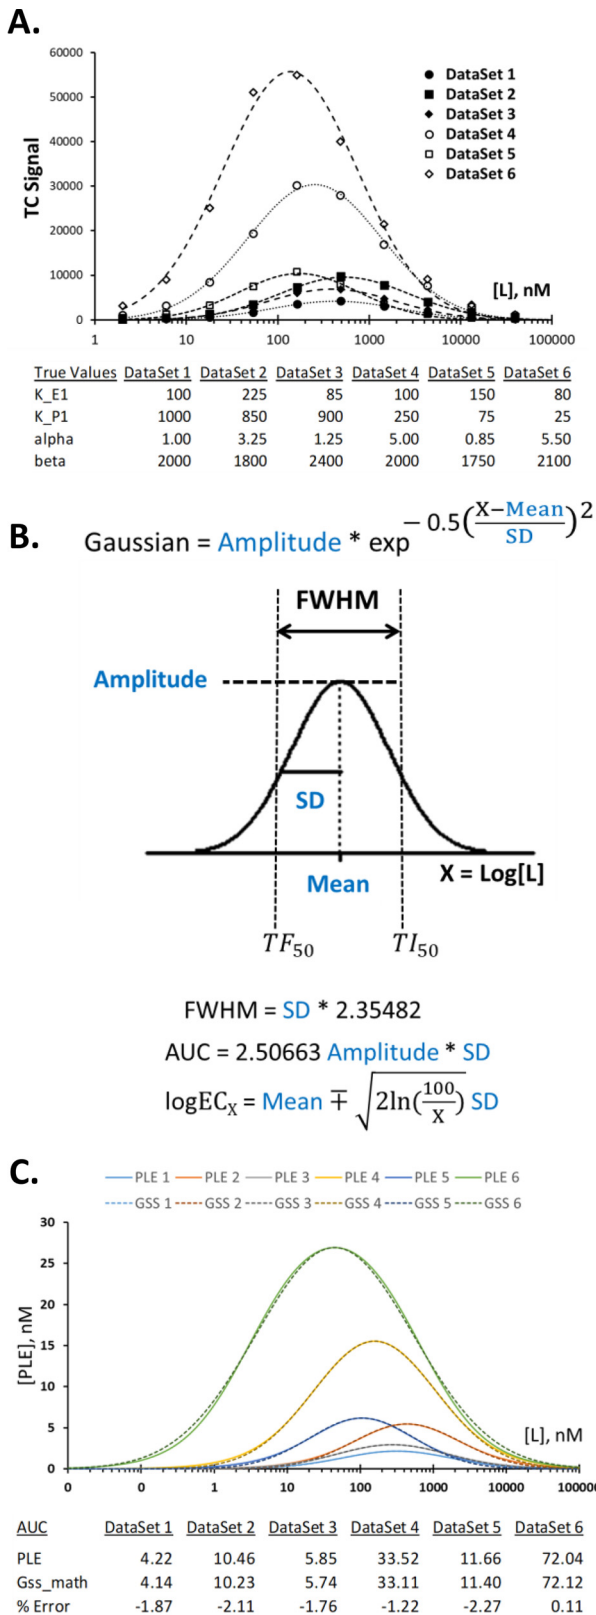 A.
60000
50000
40000
30000
20000
10000
0
TC Signal
DataSet 1
DataSet 2
DataSet 3
DataSet 4
DataSet 5
DataSet 6
[L], nM
1 10 100 1000 10000 100000
True Values DataSet 1 DataSet 2 DataSet 3 DataSet 4 DataSet 5 DataSet 6
K_E1 100 225 85 100 150 80
K_P1 1000 850 900 250 75 25
alpha 1.00 3.25 1.25 5.00 0.85 5.50
beta 2000 1800 2400 2000 1750 2100
B.
Gaussian = Amplitude * exp − 0.5(X−Mean/SD)2
FWHM
Amplitude
SD
Mean
X = Log[L]
TF50 TI50
FWHM = SD * 2.35482
AUC = 2.50663 Amplitude * SD
logECX = Mean ∓ √2ln(100/X) SD
C.
PLE 1 PLE 2 PLE 3 PLE 4 PLE 5 PLE 6
GSS 1 GSS 2 GSS 3 GSS 4 GSS 5 GSS 6
30
25
20
15
10
5
0
[PLE], nM
[L], nM
0 0 1 10 100 1000 10000 100000
AUC DataSet 1 DataSet 2 DataSet 3 DataSet 4 DataSet 5 DataSet 6
PLE 4.22 10.46 5.85 33.52 11.66 72.04
Gss_math 4.14 10.23 5.74 33.11 11.40 72.12
% Error -1.87 -2.11 -1.76 -1.22 -2.27 0.11